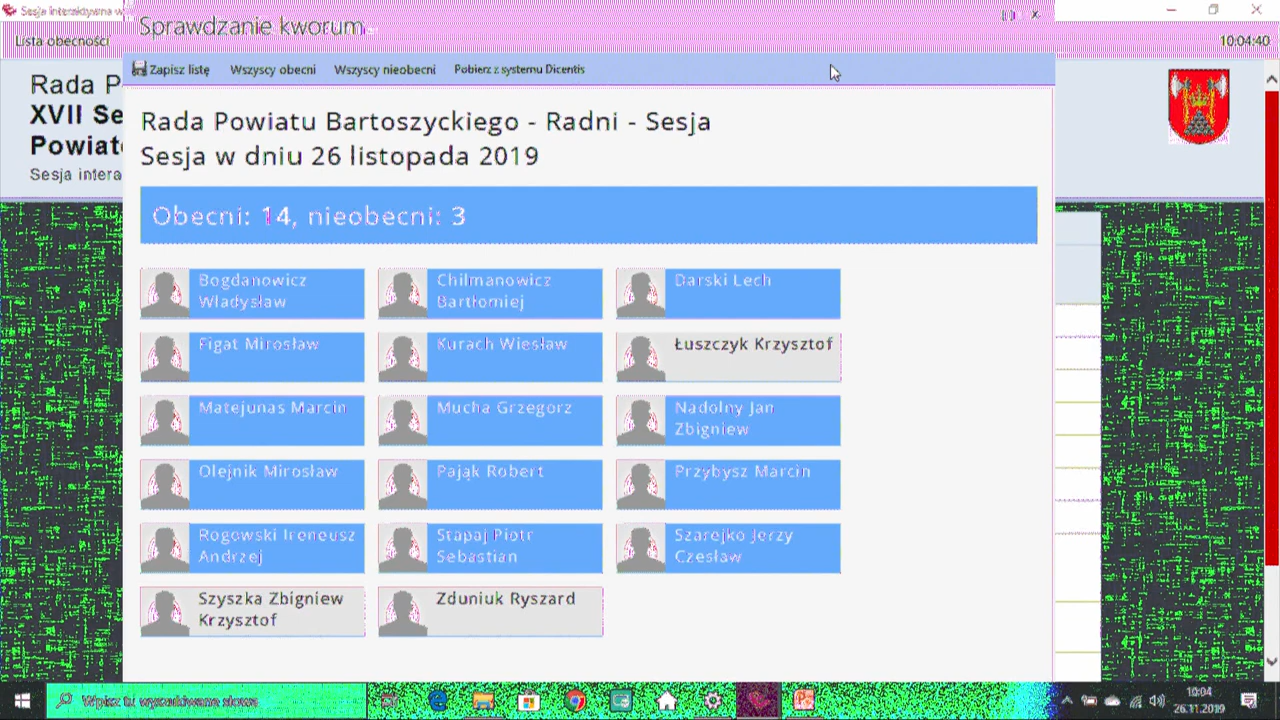 Sesja interaktywna w
Sprawdzanie kworum
Lista obecności
10:04:40
Zapisz listę Wszyscy obecni Wszyscy nieobecni Pobierz z systemu Dicentis
Rada P
XVII Se
Powiat
Sesja intera
Rada Powiatu Bartoszyckiego - Radni - Sesja
Sesja w dniu 26 listopada 2019
Obecni: 14, nieobecni: 3
Bogdanowicz
Władysław
Chilmanowicz
Bartłomiej
Darski Lech
Figat Mirosław
Kurach Wiesław
Łuszczyk Krzysztof
Matejunas Marcin
Mucha Grzegorz
Nadolny Jan
Zbigniew
Olejnik Mirosław
Pająk Robert
Przybysz Marcin
Rogowski Ireneusz
Andrzej
Stapaj Piotr
Sebastian
Szarejko Jerzy
Czesław
Szyszka Zbigniew
Krzysztof
Zduniuk Ryszard
Wpisz tu wyszukiwane słowa
10:04
26.11.2019